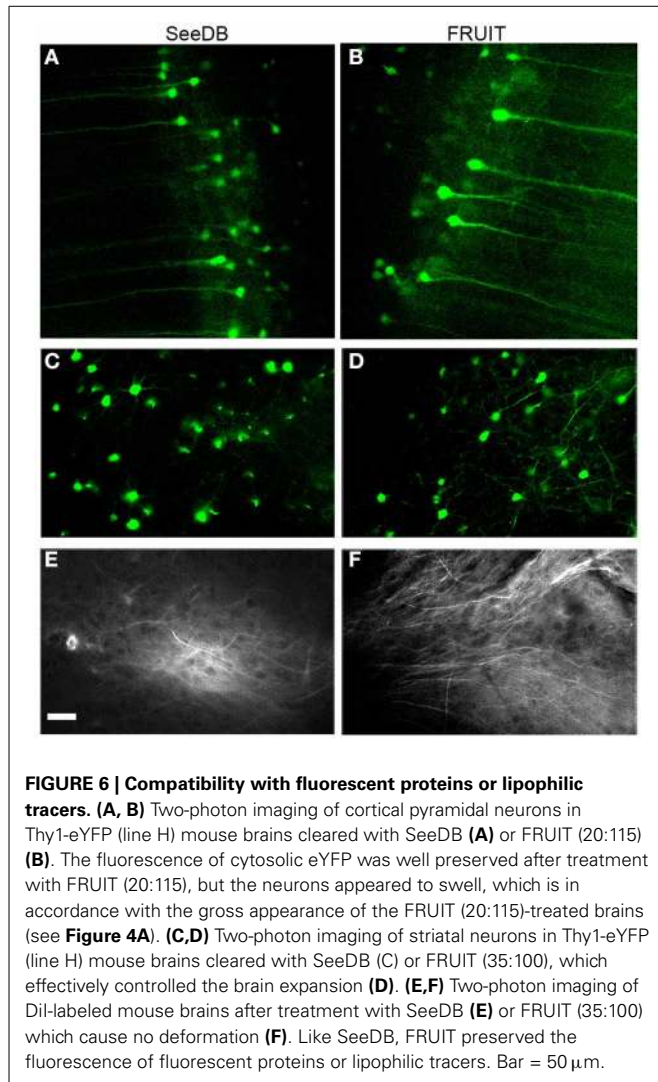 SeeDB FRUIT
A B
C D
E F
FIGURE 6 | Compatibility with fluorescent proteins or lipophilic
tracers. (A, B) Two-photon imaging of cortical pyramidal neurons in
Thy1-eYFP (line H) mouse brains cleared with SeeDB (A) or FRUIT (20:115)
(B). The fluorescence of cytosolic eYFP was well preserved after treatment
with FRUIT (20:115), but the neurons appeared to swell, which is in
accordance with the gross appearance of the FRUIT (20:115)-treated brains
(see Figure 4A). (C,D) Two-photon imaging of striatal neurons in Thy1-eYFP
(line H) mouse brains cleared with SeeDB (C) or FRUIT (35:100), which
effectively controlled the brain expansion (D). (E,F) Two-photon imaging of
DiI-labeled mouse brains after treatment with SeeDB (E) or FRUIT (35:100)
which cause no deformation (F). Like SeeDB, FRUIT preserved the
fluorescence of fluorescent proteins or lipophilic tracers. Bar = 50 μm.